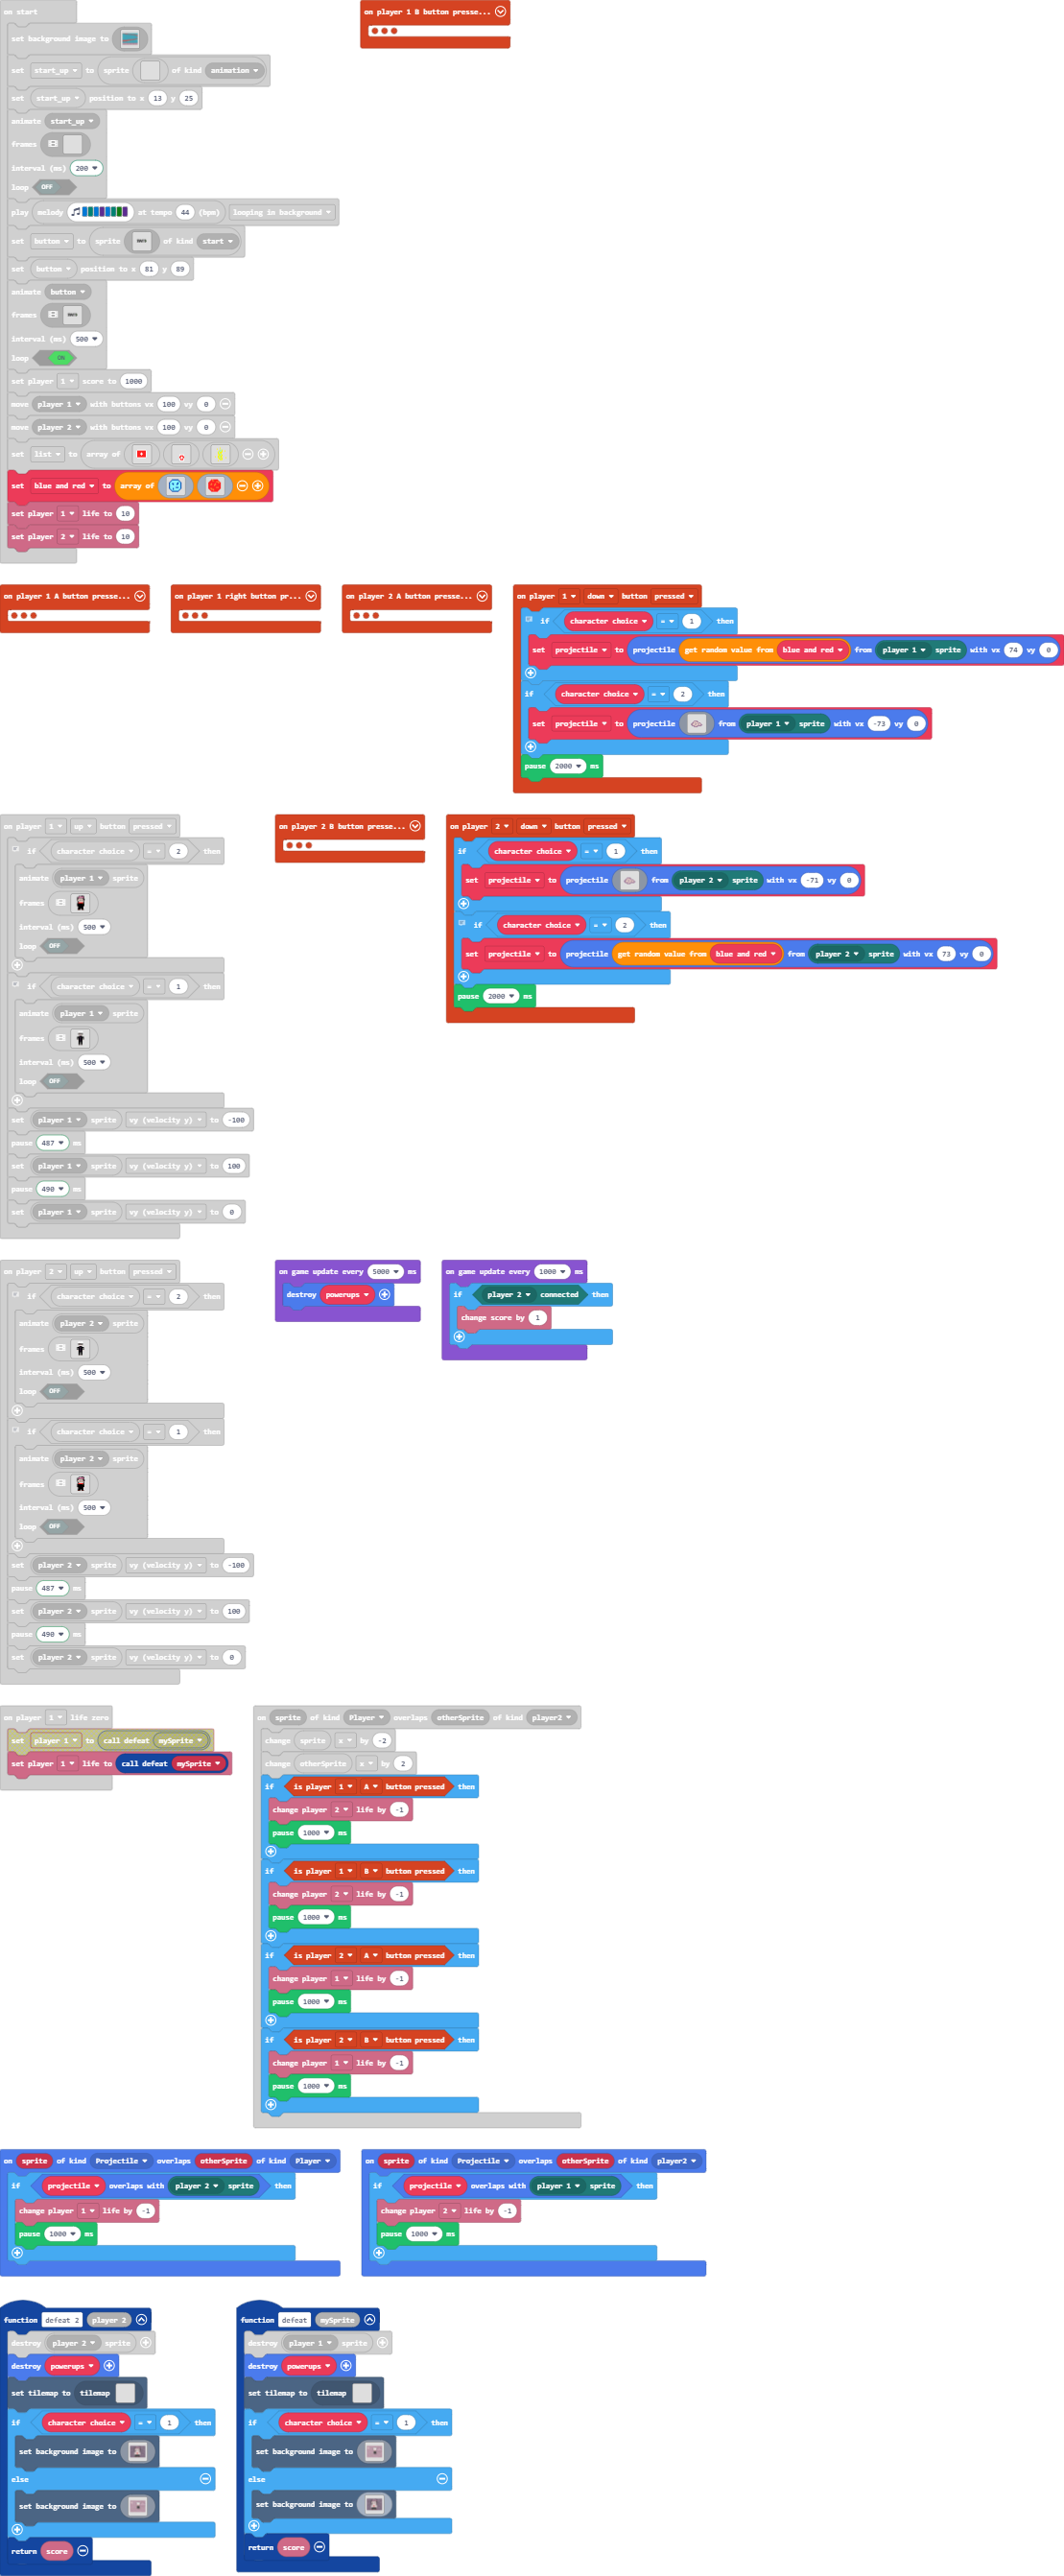 on start
set background image to
set start_up to sprite of kind animation
set start_up position to x 13 y 25
animate start_up
frames
interval (ms) 200
loop OFF
play melody at tempo 44 (bpm) looping in background
set button to sprite of kind start
set button position to x 81 y 89
animate button
frames
interval (ms) 500
loop ON
set player 1 score to 1000
move player 1 with buttons vx 100 vy 0
move player 2 with buttons vx 100 vy 0
set list to array of
set blue and red to array of
set player 1 life to 10
set player 2 life to 10
on player 1 B button presse...
on player 1 A button presse...
on player 1 right button pr...
on player 2 A button presse...
on player 1 down button pressed
if character choice = 1 then
set projectile to projectile get random value from blue and red from player 1 sprite with vx 74 vy 0
if character choice = 2 then
set projectile to projectile from player 1 sprite with vx -73 vy 0
pause 2000 ms
on player 1 up button pressed
if character choice = 2 then
animate player 1 sprite
frames
interval (ms) 500
loop OFF
if character choice = 1 then
animate player 1 sprite
frames
interval (ms) 500
loop OFF
set player 1 sprite vy (velocity y) to -100
pause 487 ms
set player 1 sprite vy (velocity y) to 100
pause 490 ms
set player 1 sprite vy (velocity y) to 0
on player 2 B button presse...
on player 2 down button pressed
if character choice = 1 then
set projectile to projectile from player 2 sprite with vx -71 vy 0
if character choice = 2 then
set projectile to projectile get random value from blue and red from player 2 sprite with vx 73 vy 0
pause 2000 ms
on player 2 up button pressed
if character choice = 2 then
animate player 2 sprite
frames
interval (ms) 500
loop OFF
if character choice = 1 then
animate player 2 sprite
frames
interval (ms) 500
loop OFF
set player 2 sprite vy (velocity y) to -100
pause 487 ms
set player 2 sprite vy (velocity y) to 100
pause 490 ms
set player 2 sprite vy (velocity y) to 0
on game update every 5000 ms
destroy powerups
on game update every 1000 ms
if player 2 connected then
change score by 1
on player 1 life zero
set player 1 to call defeat mySprite
set player 1 life to call defeat mySprite
on sprite of kind Player overlaps otherSprite of kind player2
change sprite x by -2
change otherSprite x by 2
if is player 1 A button pressed then
change player 2 life by -1
pause 1000 ms
if is player 1 B button pressed then
change player 2 life by -1
pause 1000 ms
if is player 2 A button pressed then
change player 1 life by -1
pause 1000 ms
if is player 2 B button pressed then
change player 1 life by -1
pause 1000 ms
on sprite of kind Projectile overlaps otherSprite of kind Player
if projectile overlaps with player 2 sprite then
change player 1 life by -1
pause 1000 ms
on sprite of kind Projectile overlaps otherSprite of kind player2
if projectile overlaps with player 1 sprite then
change player 2 life by -1
pause 1000 ms
function defeat 2 player 2
destroy player 2 sprite
destroy powerups
set tilemap to tilemap
if character choice = 1 then
set background image to
else
set background image to
return score
function defeat mySprite
destroy player 1 sprite
destroy powerups
set tilemap to tilemap
if character choice = 1 then
set background image to
else
set background image to
return score